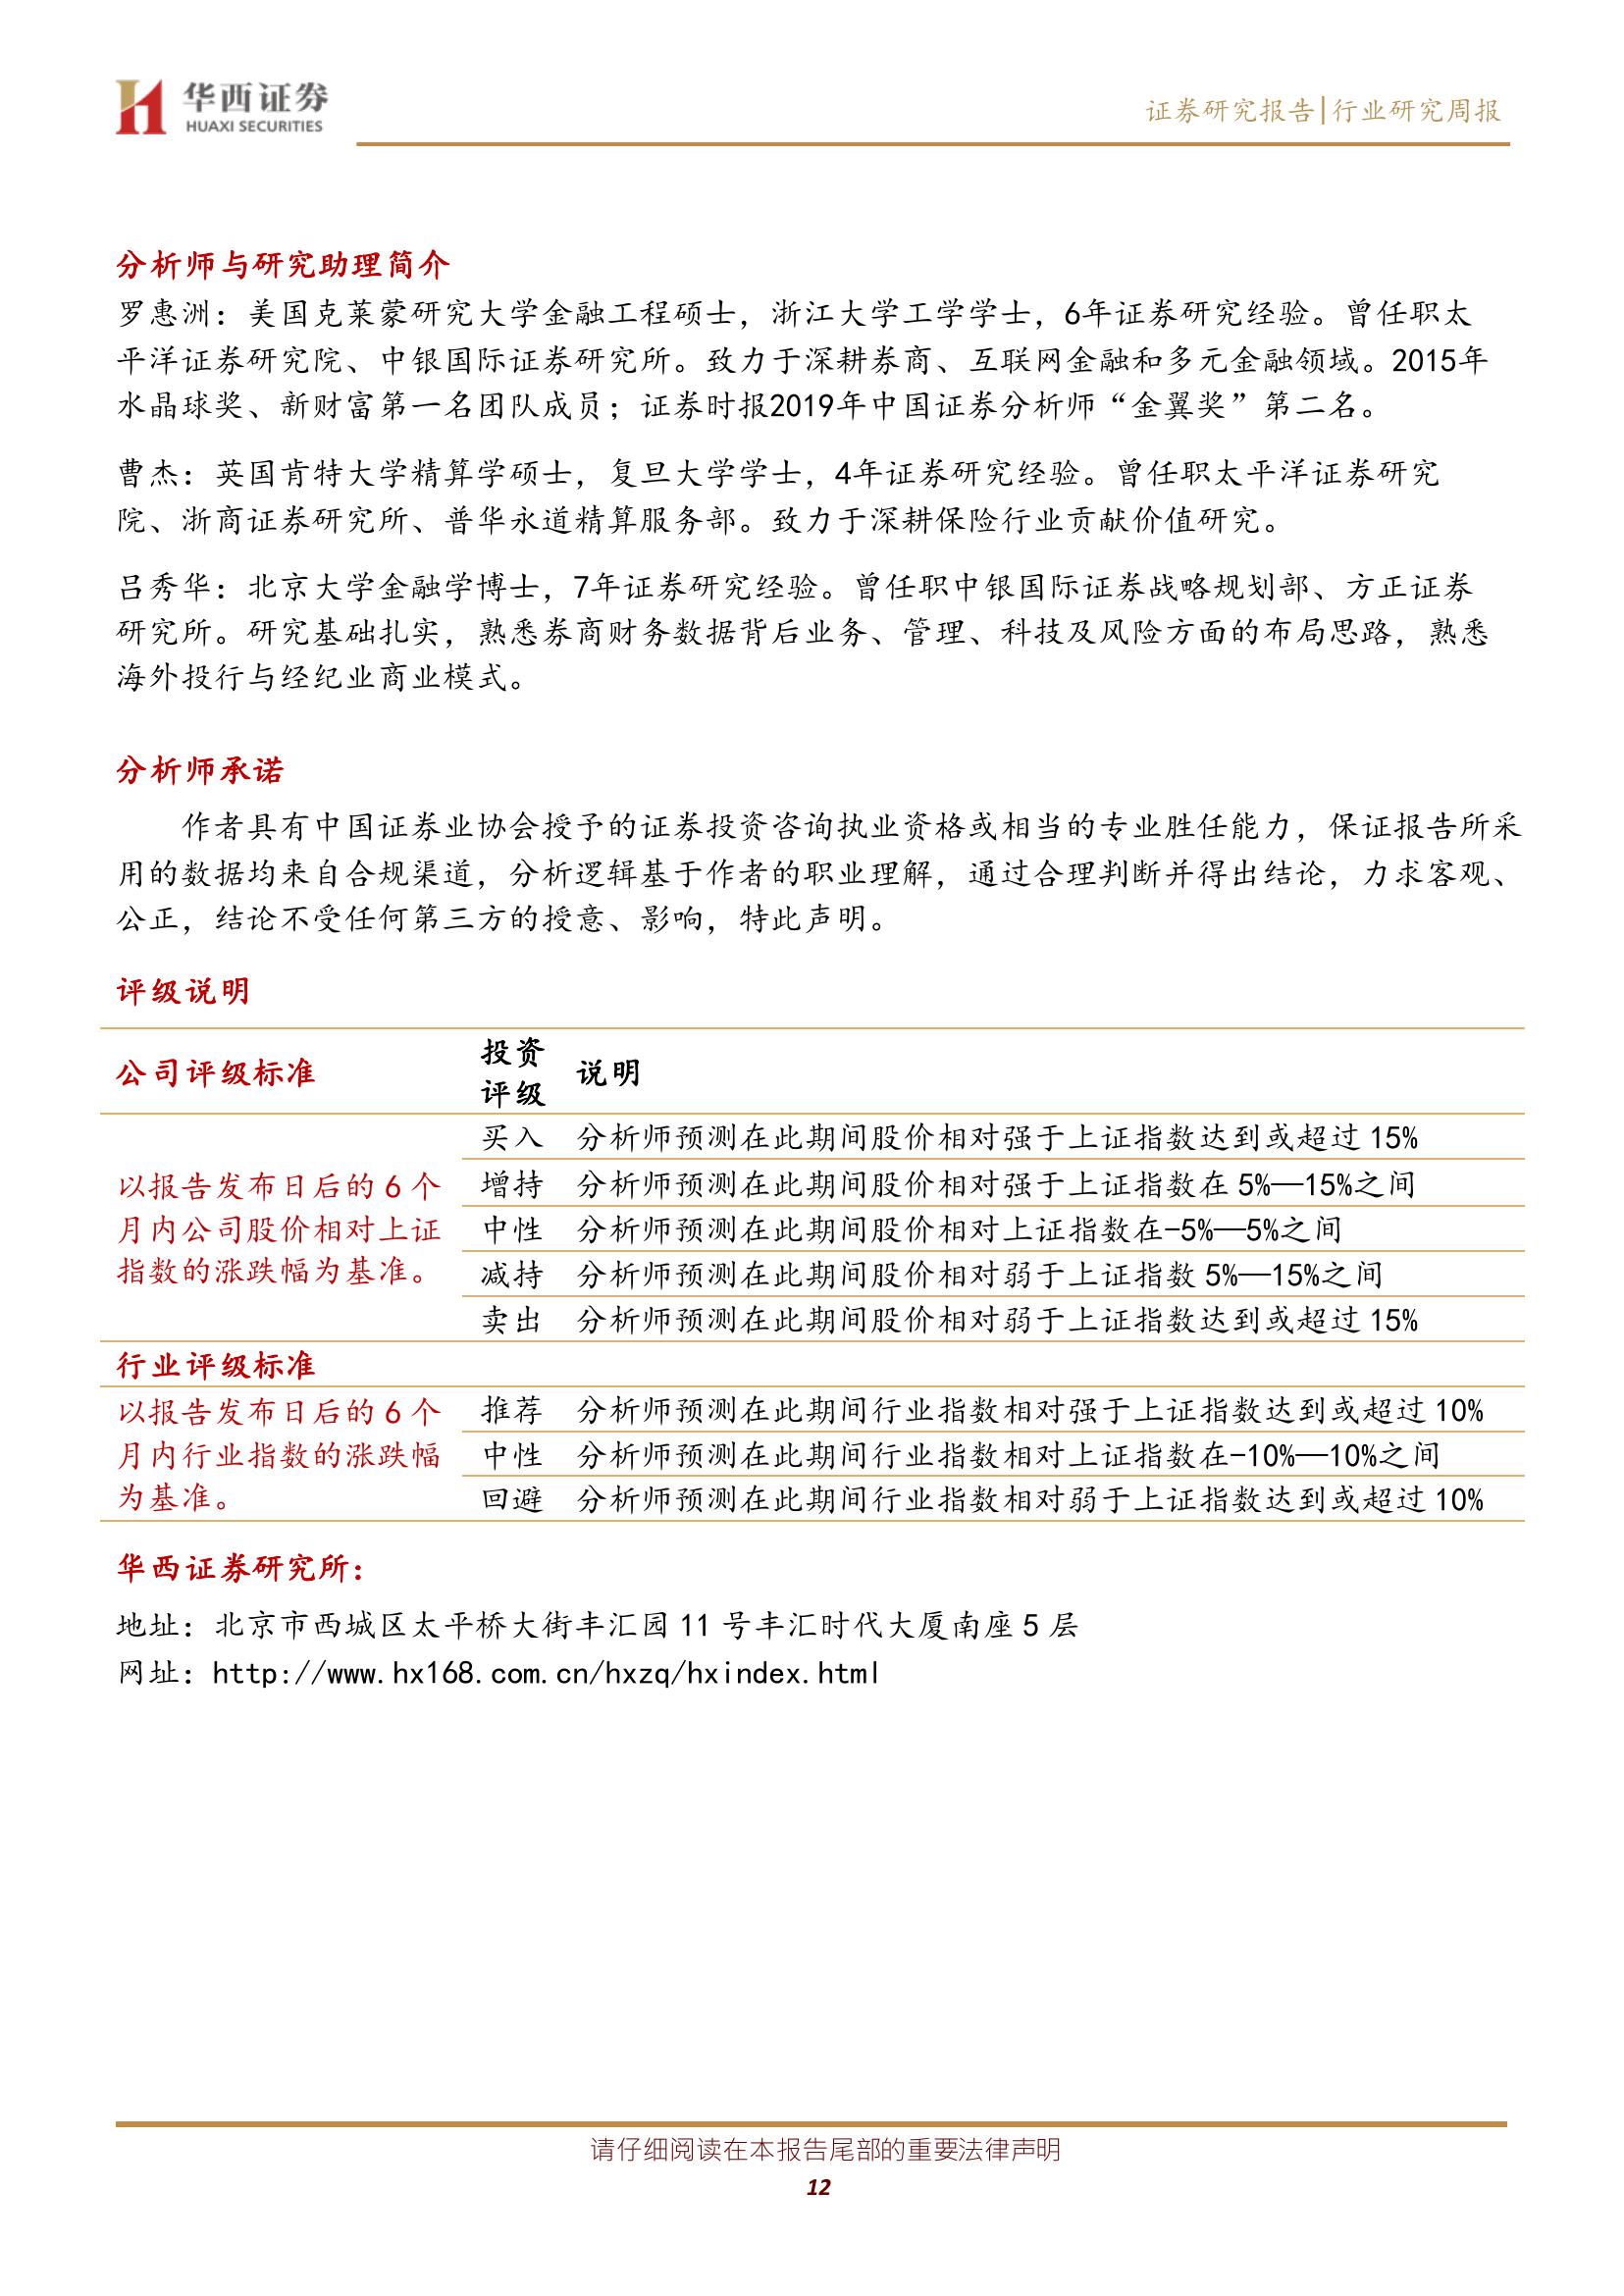 华西证券
HUAXI SECURITIES
证券研究报告|行业研究周报
分析师与研究助理简介
罗惠洲：美国克莱蒙研究大学金融工程硕士，浙江大学工学学士，6年证券研究经验。曾任职太
平洋证券研究院、中银国际证券研究所。致力于深耕券商、互联网金融和多元金融领域。2015年
水晶球奖、新财富第一名团队成员；证券时报2019年中国证券分析师“金翼奖”第二名。
曹杰：英国肯特大学精算学硕士，复旦大学学士，4年证券研究经验。曾任职太平洋证券研究
院、浙商证券研究所、普华永道精算服务部。致力于深耕保险行业贡献价值研究。
吕秀华：北京大学金融学博士，7年证券研究经验。曾任职中银国际证券战略规划部、方正证券
研究所。研究基础扎实，熟悉券商财务数据背后业务、管理、科技及风险方面的布局思路，熟悉
海外投行与经纪业商业模式。
分析师承诺
作者具有中国证券业协会授予的证券投资咨询执业资格或相当的专业胜任能力，保证报告所采
用的数据均来自合规渠道，分析逻辑基于作者的职业理解，通过合理判断并得出结论，力求客观、
公正，结论不受任何第三方的授意、影响，特此声明。
评级说明
公司评级标准
投资
评级
说明
以报告发布日后的 6 个
月内公司股价相对上证
指数的涨跌幅为基准。
买入 分析师预测在此期间股价相对强于上证指数达到或超过 15%
增持 分析师预测在此期间股价相对强于上证指数在 5%—15%之间
中性 分析师预测在此期间股价相对上证指数在-5%—5%之间
减持 分析师预测在此期间股价相对弱于上证指数 5%—15%之间
卖出 分析师预测在此期间股价相对弱于上证指数达到或超过 15%
行业评级标准
以报告发布日后的 6 个
月内行业指数的涨跌幅
为基准。
推荐 分析师预测在此期间行业指数相对强于上证指数达到或超过 10%
中性 分析师预测在此期间行业指数相对上证指数在-10%—10%之间
回避 分析师预测在此期间行业指数相对弱于上证指数达到或超过 10%
华西证券研究所：
地址：北京市西城区太平桥大街丰汇园 11 号丰汇时代大厦南座 5 层
网址：http://www.hx168.com.cn/hxzq/hxindex.html
请仔细阅读在本报告尾部的重要法律声明
12